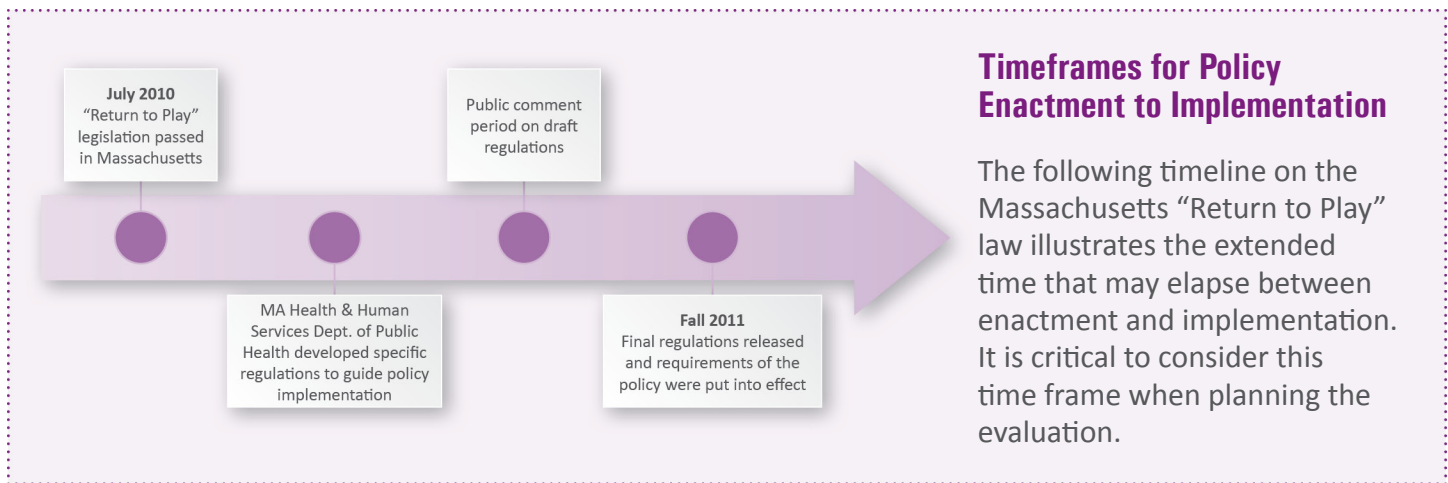 July 2010
“Return to Play”
legislation passed
in Massachusetts
MA Health & Human
Services Dept. of Public
Health developed specific
regulations to guide policy
implementation
Public comment
period on draft
regulations
Fall 2011
Final regulations released
and requirements of the
policy were put into effect
Timeframes for Policy
Enactment to Implementation
The following timeline on the
Massachusetts “Return to Play”
law illustrates the extended
time that may elapse between
enactment and implementation.
It is critical to consider this
time frame when planning the
evaluation.